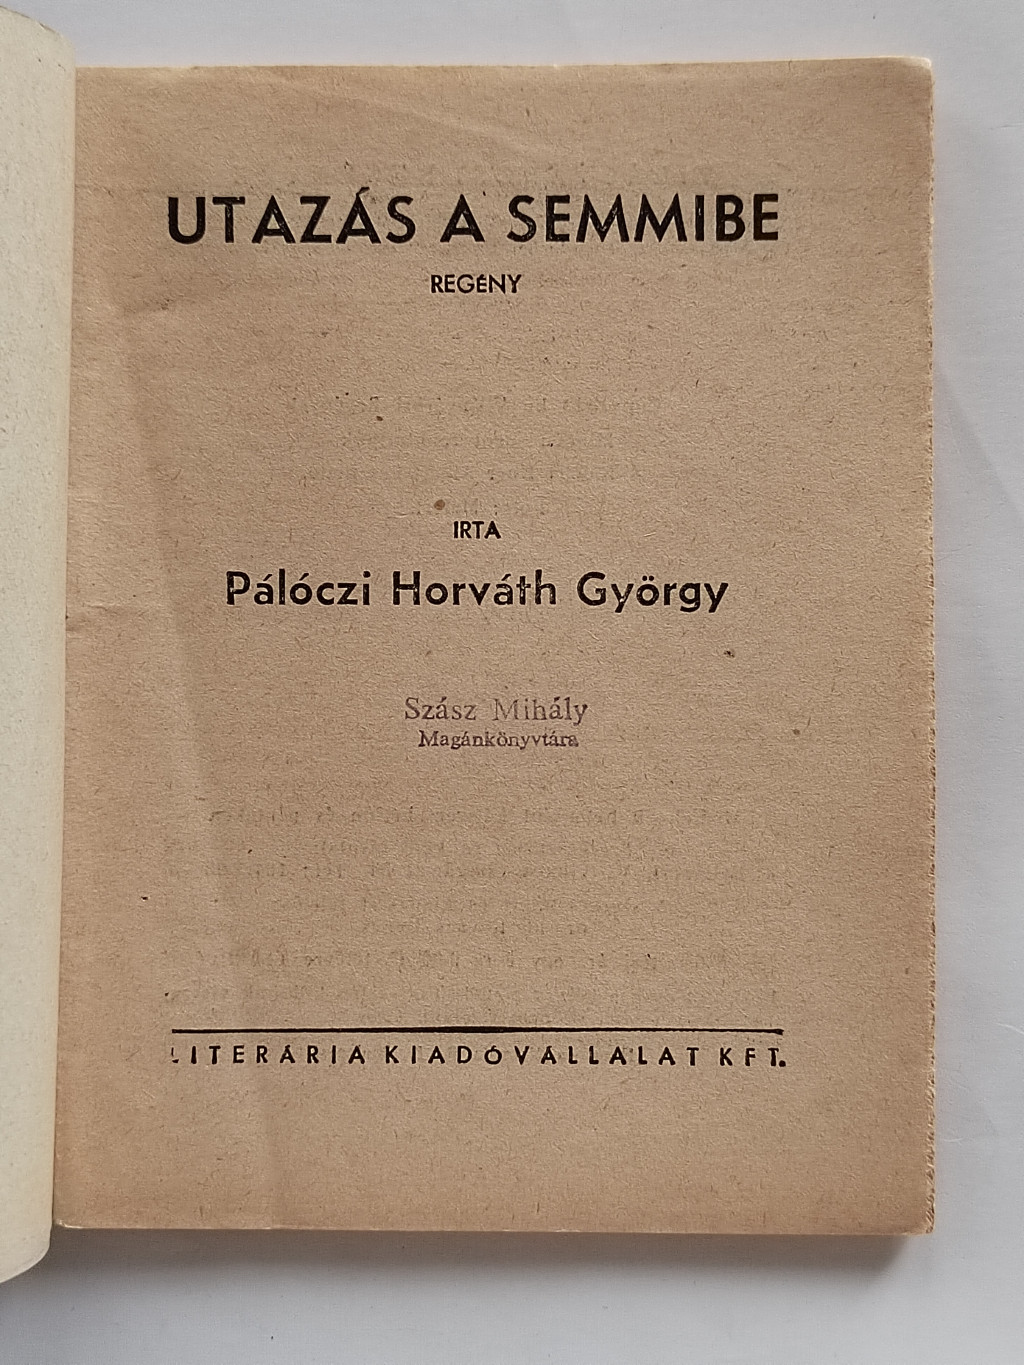 UTAZÁS A SEMMIBE
REGÉNY
IRTA
Pálóczi Horváth György
Szász Mihály
Magánkönyvtára
LITERÁRIA KIADÓVÁLLALAT KFT.